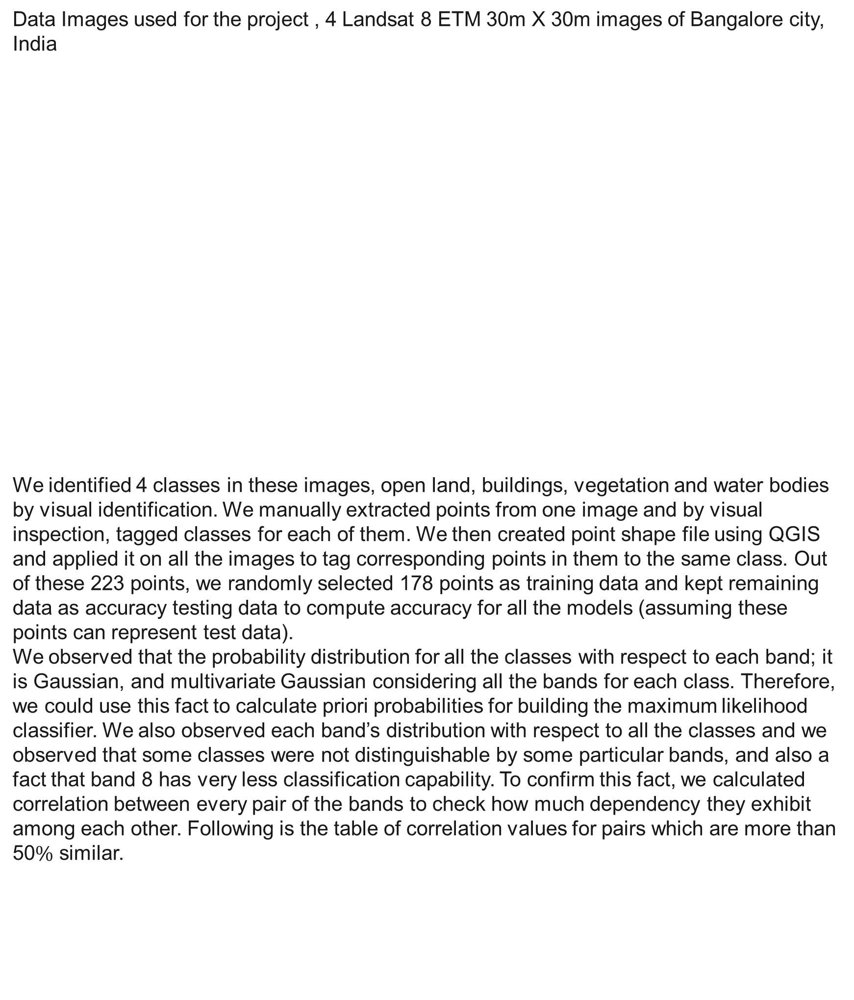 Data Images used for the project , 4 Landsat 8 ETM 30m X 30m images of Bangalore city,
India
We identified 4 classes in these images, open land, buildings, vegetation and water bodies
by visual identification. We manually extracted points from one image and by visual
inspection, tagged classes for each of them. We then created point shape file using QGIS
and applied it on all the images to tag corresponding points in them to the same class. Out
of these 223 points, we randomly selected 178 points as training data and kept remaining
data as accuracy testing data to compute accuracy for all the models (assuming these
points can represent test data).
We observed that the probability distribution for all the classes with respect to each band; it
is Gaussian, and multivariate Gaussian considering all the bands for each class. Therefore,
we could use this fact to calculate priori probabilities for building the maximum likelihood
classifier. We also observed each band’s distribution with respect to all the classes and we
observed that some classes were not distinguishable by some particular bands, and also a
fact that band 8 has very less classification capability. To confirm this fact, we calculated
correlation between every pair of the bands to check how much dependency they exhibit
among each other. Following is the table of correlation values for pairs which are more than
50% similar.